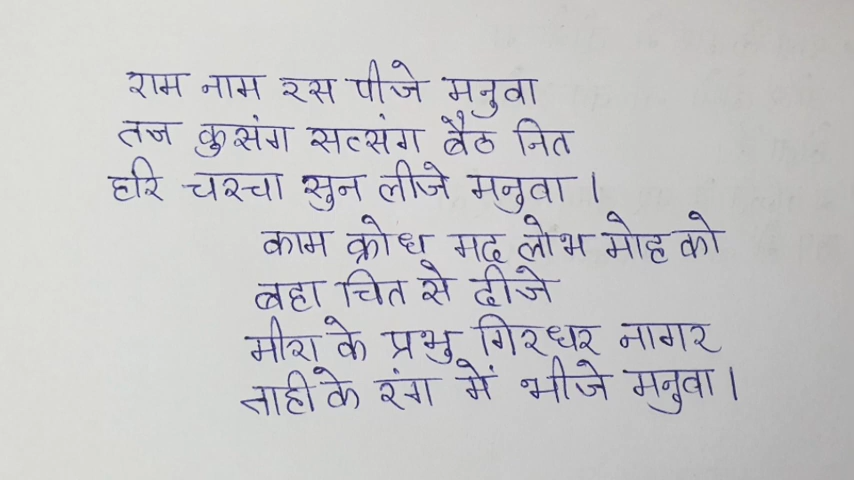 राम नाम रस पीजे मनुवा
तज कुसंग सत्संग बैठ नित
हरि चरचा सुन लीजे मनुवा ।
काम क्रोध मद लोभ मोह को
बहा चित से दीजे
मीरा के प्रभु गिरधर नागर
ताही के रंग में भीजे मनुवा ।